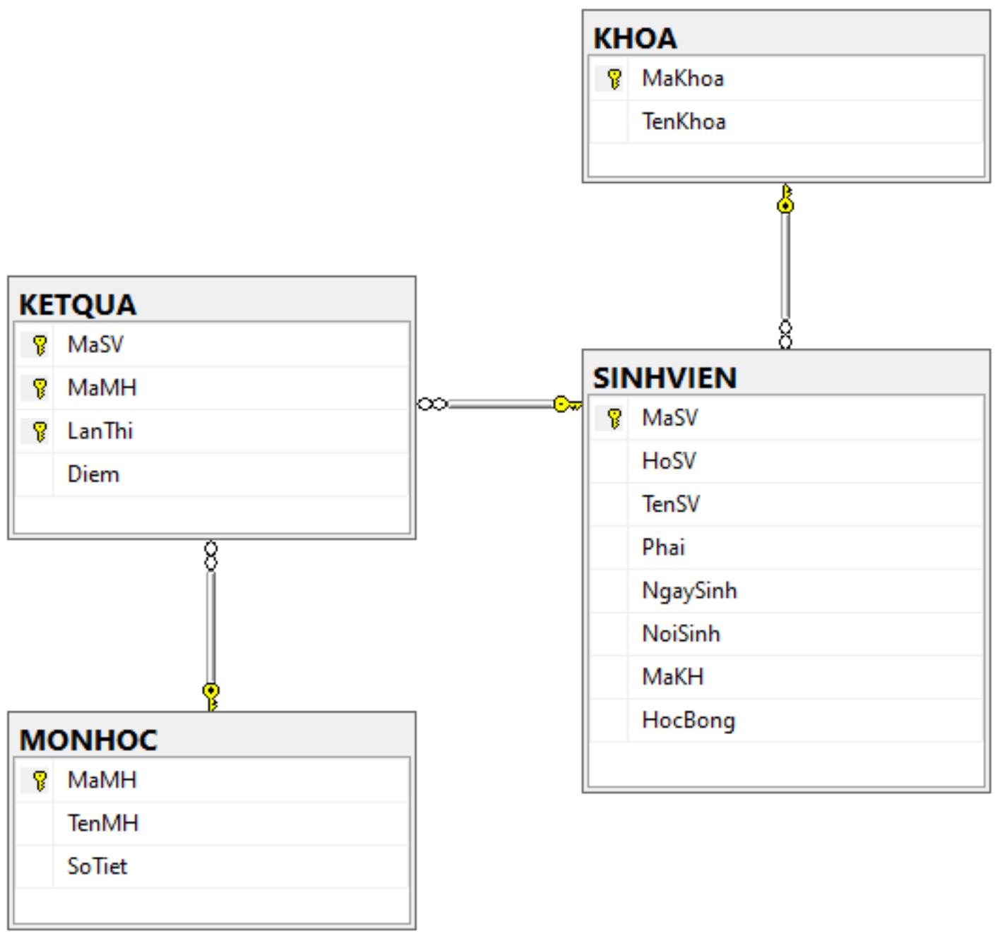 KHOA
MaKhoa
TenKhoa
KETQUA
MaSV
MaMH
LanThi
Diem
SINHVIEN
MaSV
HoSV
TenSV
Phai
NgaySinh
NoiSinh
MaKH
HocBong
MONHOC
MaMH
TenMH
SoTiet